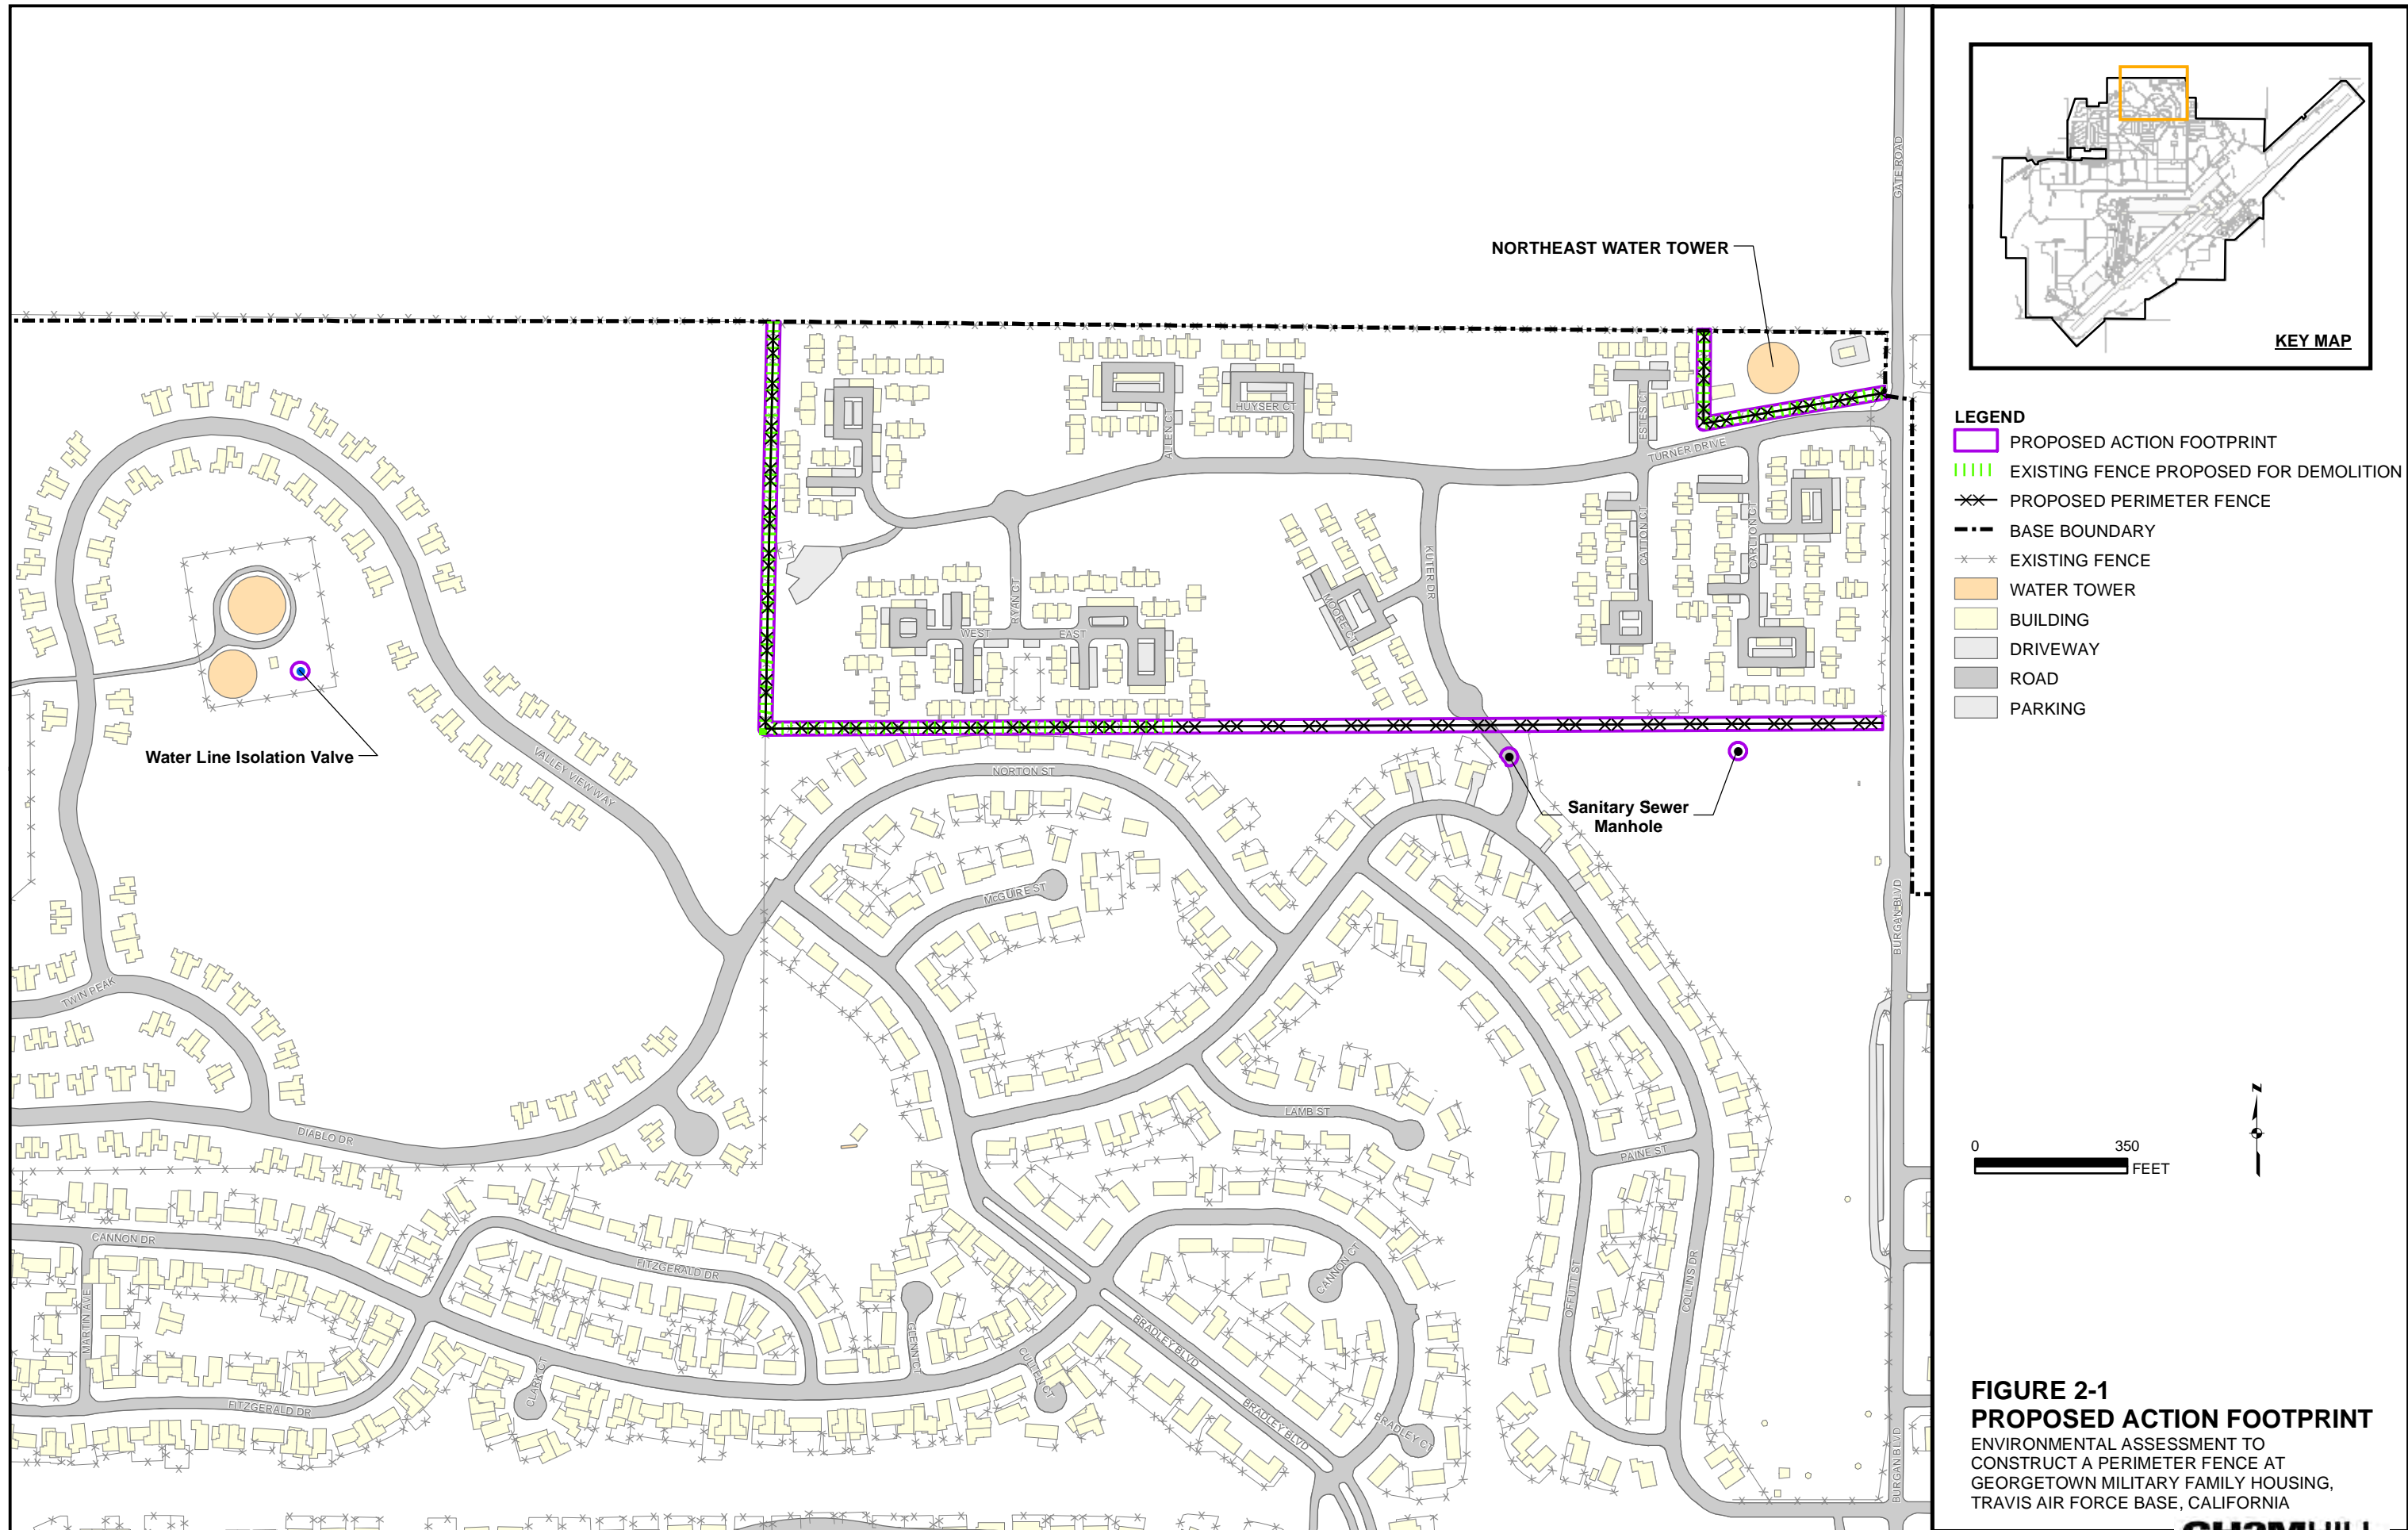 GATE ROAD
NORTHEAST WATER TOWER
HUYSER CT
ALLEN CT
ESTES CT
TURNER DRIVE
CATTON CT
CARLTON CT
KUTER DR
MOORE CT
RYAN CT
WEST
EAST
Water Line Isolation Valve
VALLEY VIEW WAY
NORTON ST
Sanitary Sewer
Manhole
McGUIRE ST
BURGAN BLVD
TWIN PEAK
DIABLO DR
LAMB ST
PAINE ST
CANNON DR
FITZGERALD DR
CANNON CT
OFFUTT ST
COLLINS DR
MARTIN AVE
GLENN CT
CULLEN CT
BRADLEY BLVD
CLARK CT
FITZGERALD DR
BRADLEY BLVD
BRADLEY CT
BURGAN BLVD
KEY MAP
LEGEND
PROPOSED ACTION FOOTPRINT
EXISTING FENCE PROPOSED FOR DEMOLITION
PROPOSED PERIMETER FENCE
BASE BOUNDARY
EXISTING FENCE
WATER TOWER
BUILDING
DRIVEWAY
ROAD
PARKING
N
0 350
FEET
FIGURE 2-1
PROPOSED ACTION FOOTPRINT
ENVIRONMENTAL ASSESSMENT TO
CONSTRUCT A PERIMETER FENCE AT
GEORGETOWN MILITARY FAMILY HOUSING,
TRAVIS AIR FORCE BASE, CALIFORNIA